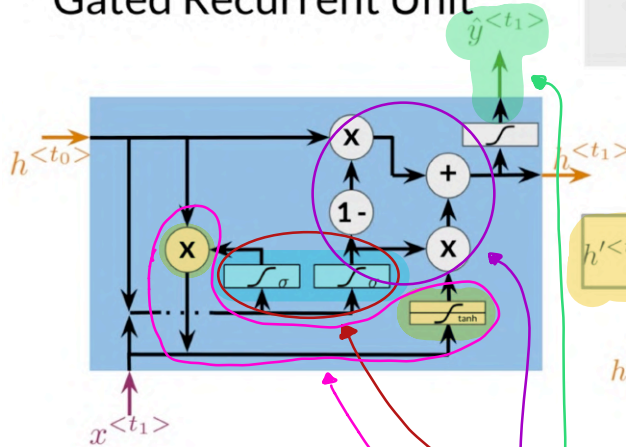 Gated Recurrent Unit
ŷ<t₁>
h<t₀>
x
+
h<t₁>
1-
x
x
h'<t
σ
σ
tanh
h
x<t₁>